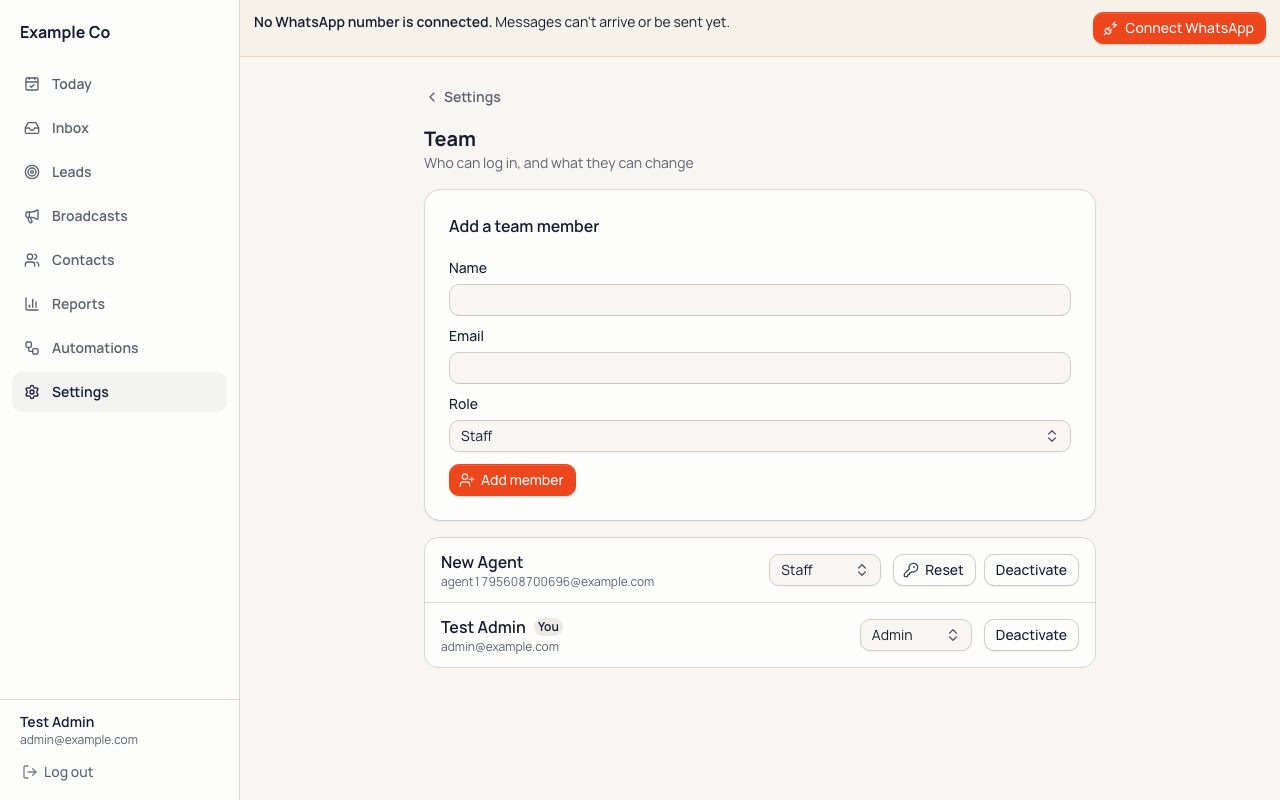 Example Co
Today
Inbox
Leads
Broadcasts
Contacts
Reports
Automations
Settings
Test Admin
admin@example.com
Log out
No WhatsApp number is connected. Messages can't arrive or be sent yet.
Connect WhatsApp
Settings
Team
Who can log in, and what they can change
Add a team member
Name
Email
Role
Staff
Add member
New Agent
agent1795608700696@example.com
Staff
Reset
Deactivate
Test Admin You
admin@example.com
Admin
Deactivate